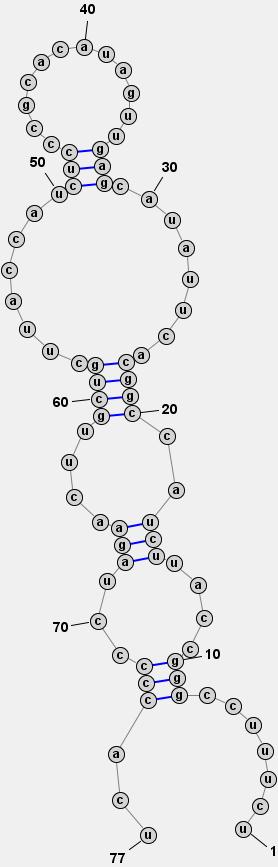 u c u u u c c g g g
10
c c a u u c u a c c
20
g g c a c u u a u a
30
c g a g u u g a u a
40
c a c g c c c u c u
50
a c c a u u c g u c
60
g u u c a a g a u c
70
c c c c a c u
77
1